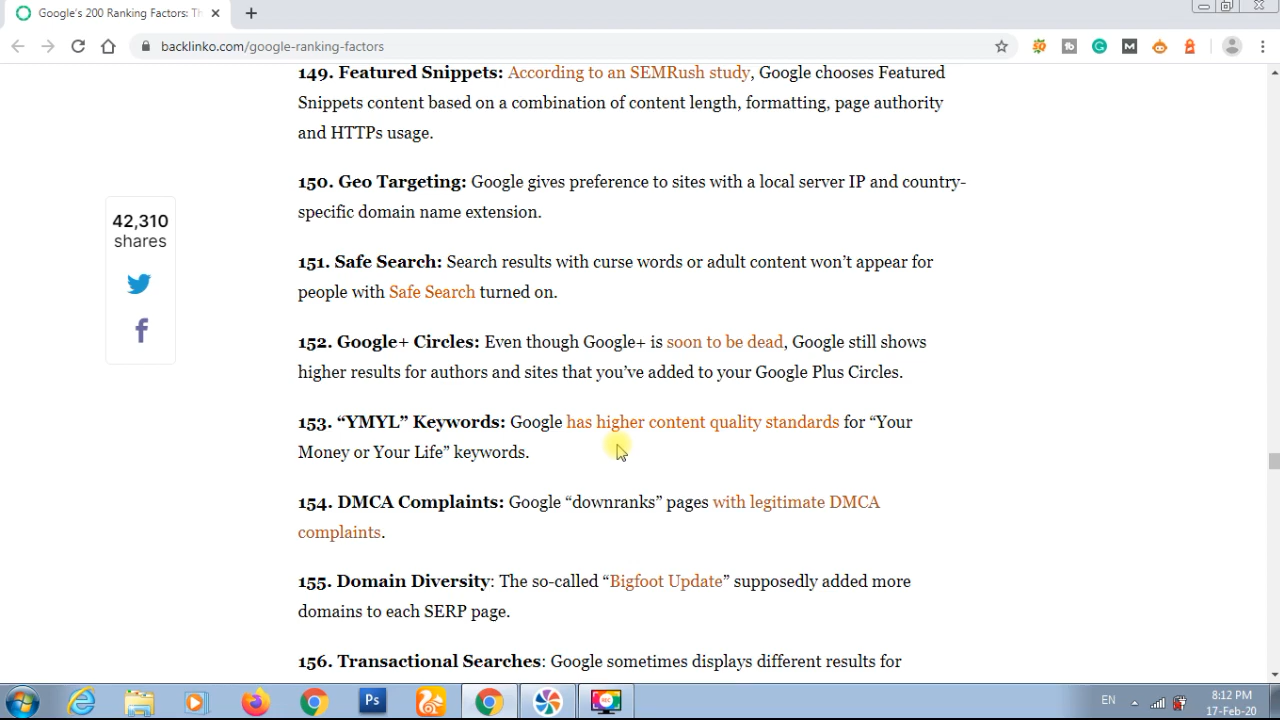 Google's 200 Ranking Factors: Th
backlinko.com/google-ranking-factors
149. Featured Snippets: According to an SEMRush study, Google chooses Featured
Snippets content based on a combination of content length, formatting, page authority
and HTTPs usage.
150. Geo Targeting: Google gives preference to sites with a local server IP and country-
specific domain name extension.
42,310
shares
151. Safe Search: Search results with curse words or adult content won’t appear for
people with Safe Search turned on.
152. Google+ Circles: Even though Google+ is soon to be dead, Google still shows
higher results for authors and sites that you’ve added to your Google Plus Circles.
153. “YMYL” Keywords: Google has higher content quality standards for “Your
Money or Your Life” keywords.
154. DMCA Complaints: Google “downranks” pages with legitimate DMCA
complaints.
155. Domain Diversity: The so-called “Bigfoot Update” supposedly added more
domains to each SERP page.
156. Transactional Searches: Google sometimes displays different results for
Ps
EN
8:12 PM
17-Feb-20